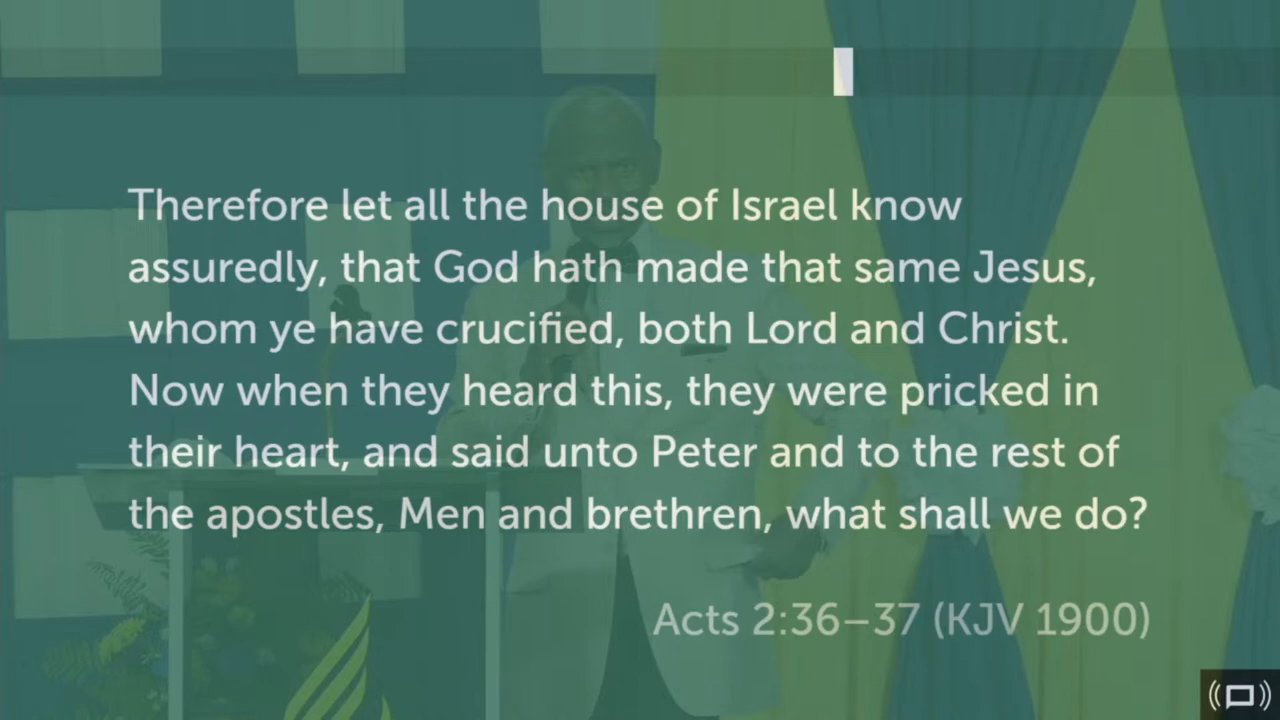 Therefore let all the house of Israel know
assuredly, that God hath made that same Jesus,
whom ye have crucified, both Lord and Christ.
Now when they heard this, they were pricked in
their heart, and said unto Peter and to the rest of
the apostles, Men and brethren, what shall we do?
Acts 2:36–37 (KJV 1900)